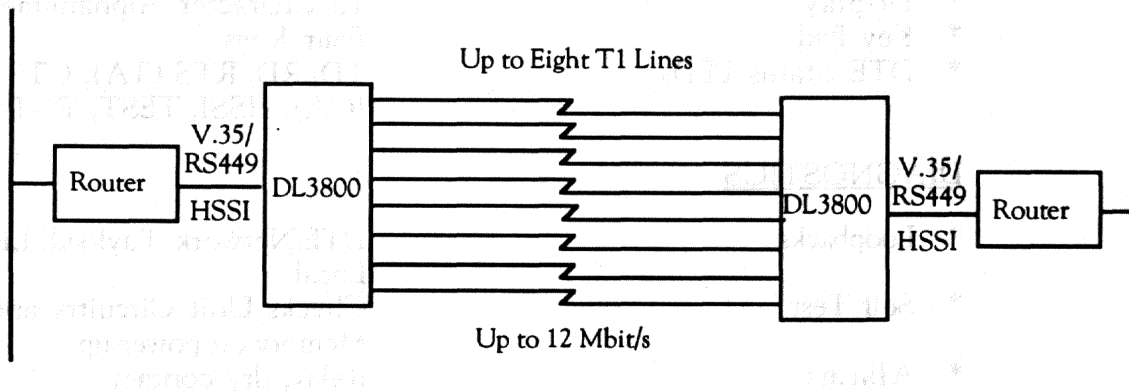 Up to Eight T1 Lines
V.35/
RS449
Router
HSSI
DL3800
DL3800
V.35/
RS449
HSSI
Router
Up to 12 Mbit/s